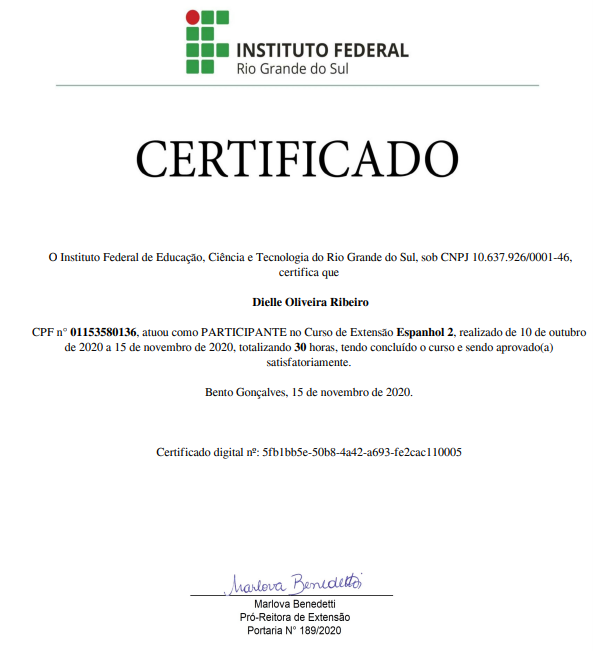 INSTITUTO FEDERAL
Rio Grande do Sul
CERTIFICADO
O Instituto Federal de Educação, Ciência e Tecnologia do Rio Grande do Sul, sob CNPJ 10.637.926/0001-46,
certifica que
Dielle Oliveira Ribeiro
CPF n° 01153580136, atuou como PARTICIPANTE no Curso de Extensão Espanhol 2, realizado de 10 de outubro
de 2020 a 15 de novembro de 2020, totalizando 30 horas, tendo concluído o curso e sendo aprovado(a)
satisfatoriamente.
Bento Gonçalves, 15 de novembro de 2020.
Certificado digital nº: 5fb1bb5e-50b8-4a42-a693-fe2cac110005
Marlova Benedetti
Marlova Benedetti
Pró-Reitora de Extensão
Portaria N° 189/2020